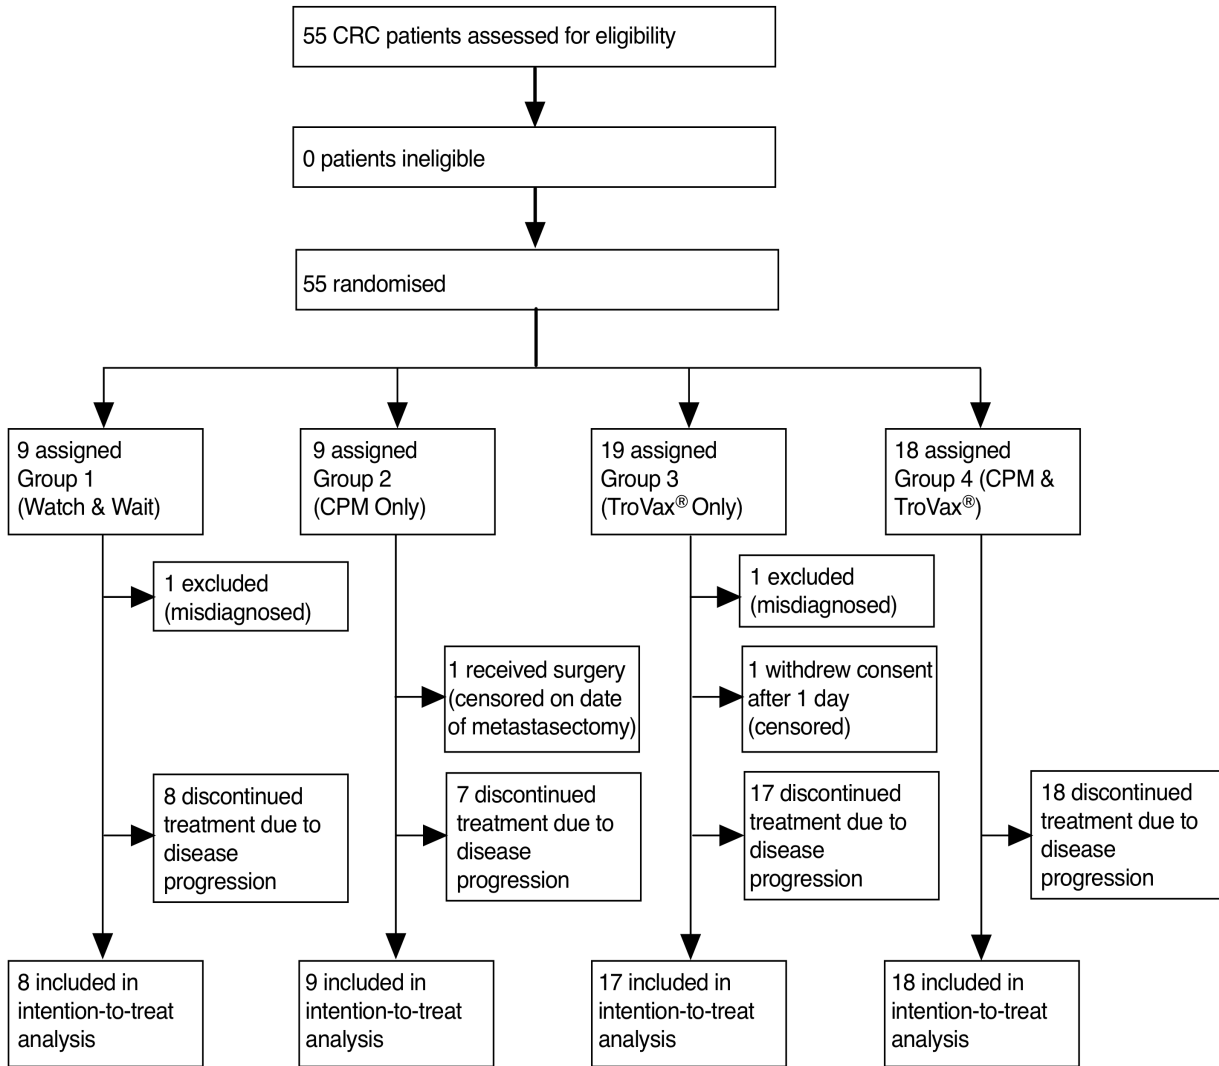 55 CRC patients assessed for eligibility
0 patients ineligible
55 randomised
9 assigned
Group 1
(Watch & Wait)
9 assigned
Group 2
(CPM Only)
19 assigned
Group 3
(TroVax® Only)
18 assigned
Group 4 (CPM &
TroVax®)
1 excluded
(misdiagnosed)
1 excluded
(misdiagnosed)
1 received surgery
(censored on date
of metastasectomy)
1 withdrew consent
after 1 day
(censored)
8 discontinued
treatment due to
disease
progression
7 discontinued
treatment due to
disease
progression
17 discontinued
treatment due to
disease
progression
18 discontinued
treatment due to
disease
progression
8 included in
intention-to-treat
analysis
9 included in
intention-to-treat
analysis
17 included in
intention-to-treat
analysis
18 included in
intention-to-treat
analysis